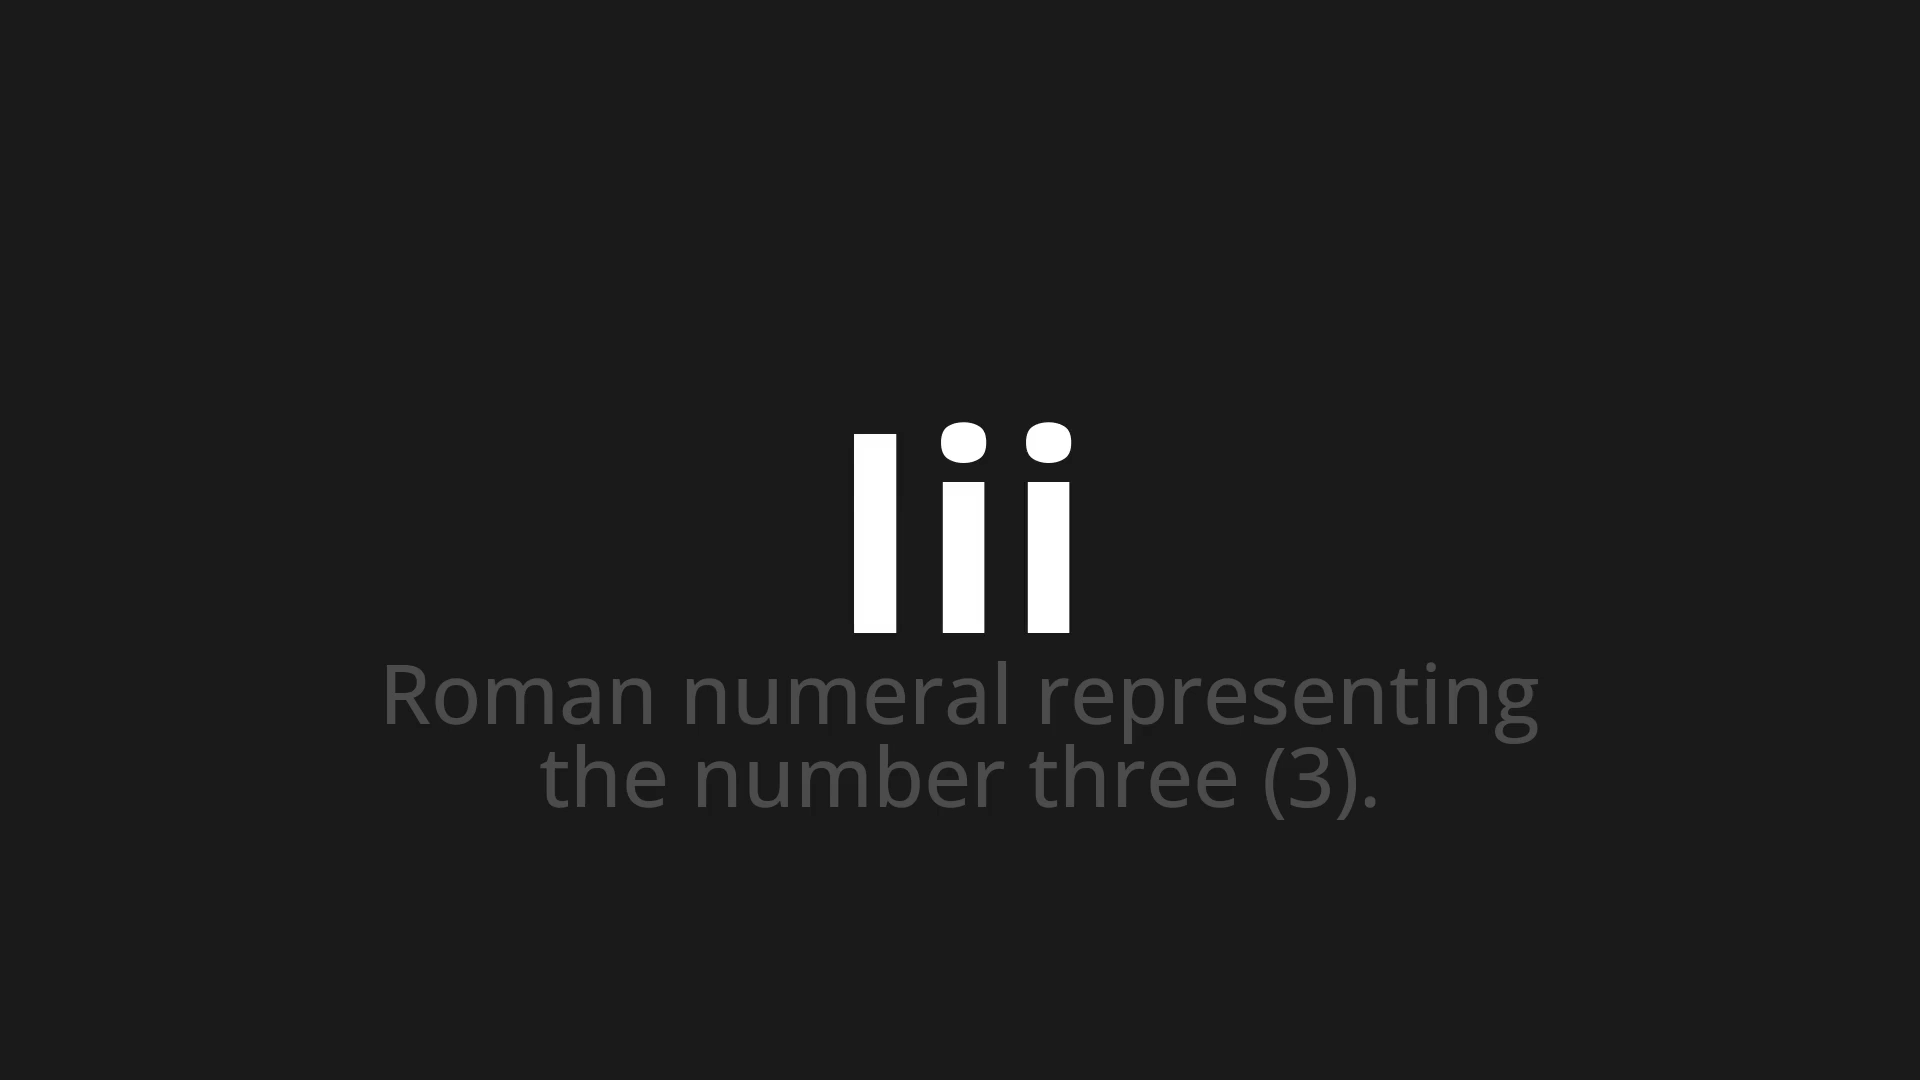 Iii
Roman numeral representing
the number three (3).